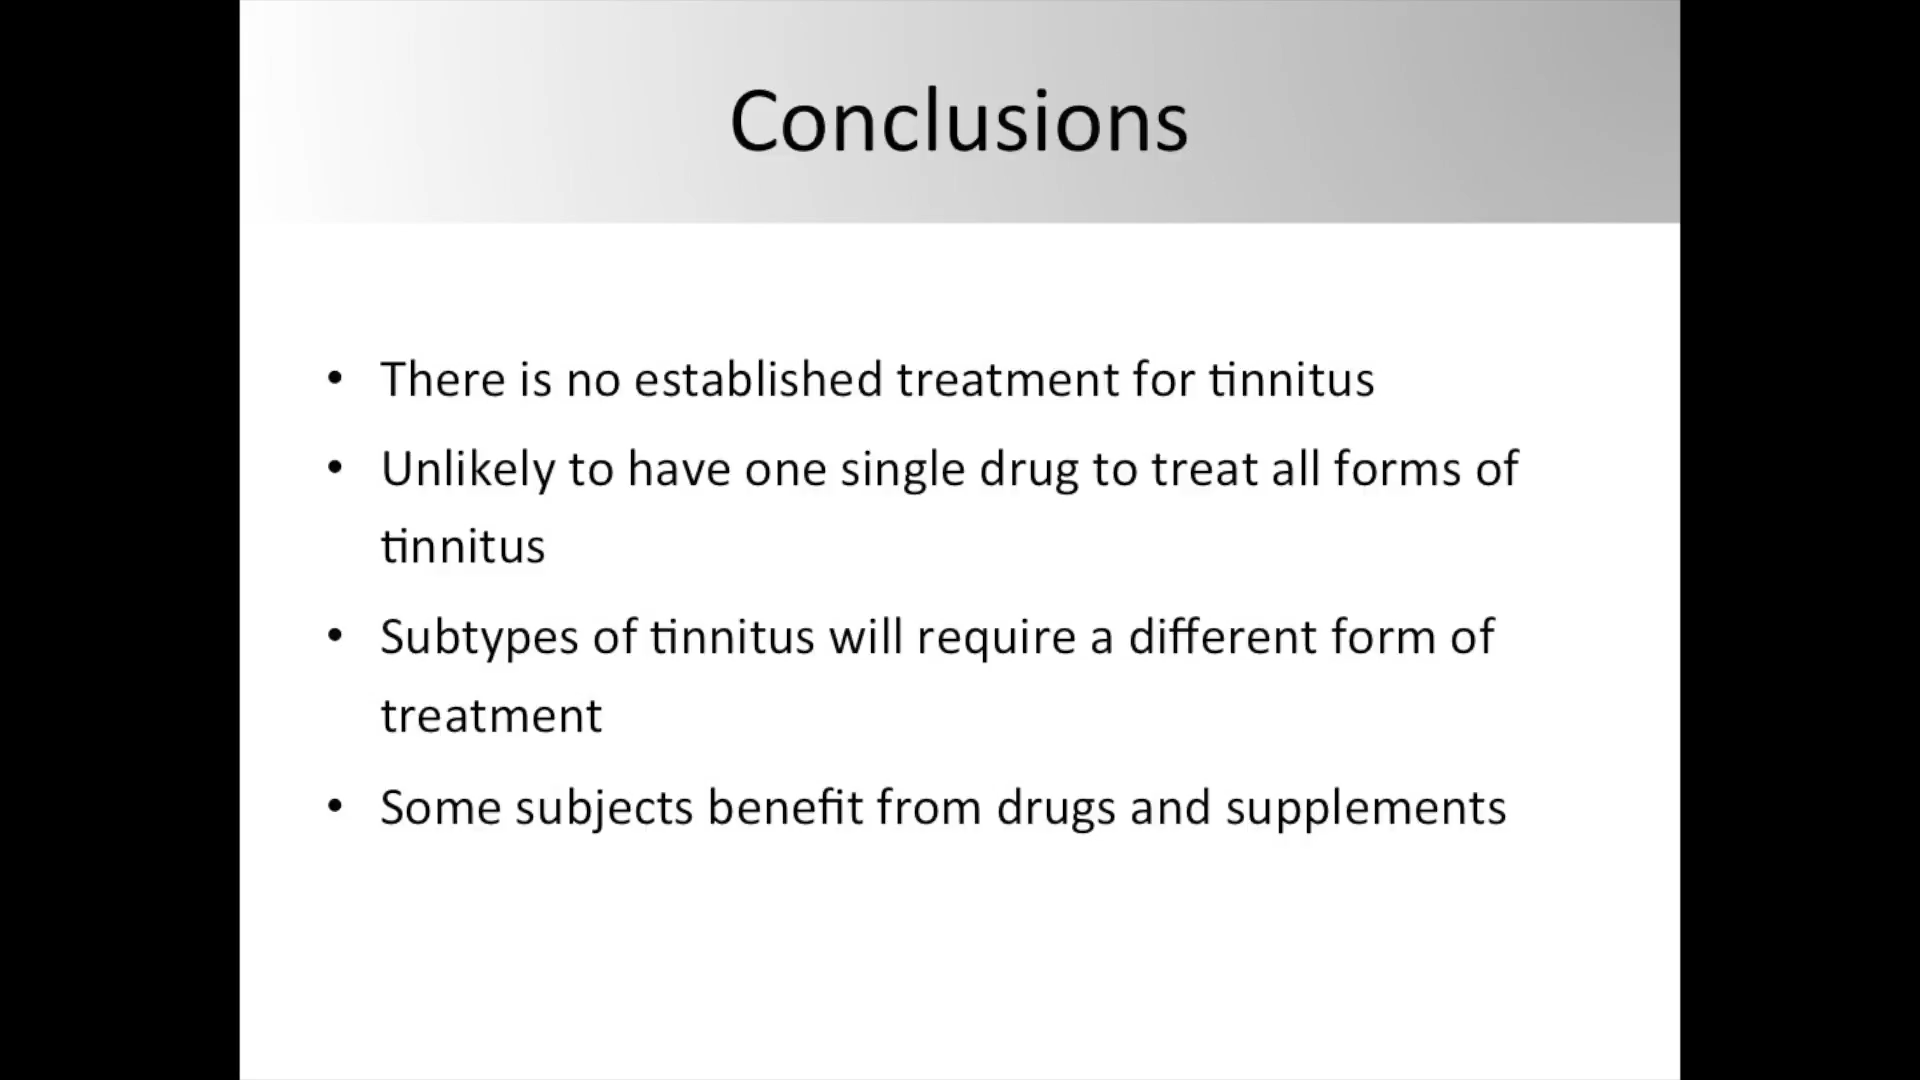 Conclusions
• There is no established treatment for tinnitus
• Unlikely to have one single drug to treat all forms of
tinnitus
• Subtypes of tinnitus will require a different form of
treatment
• Some subjects benefit from drugs and supplements